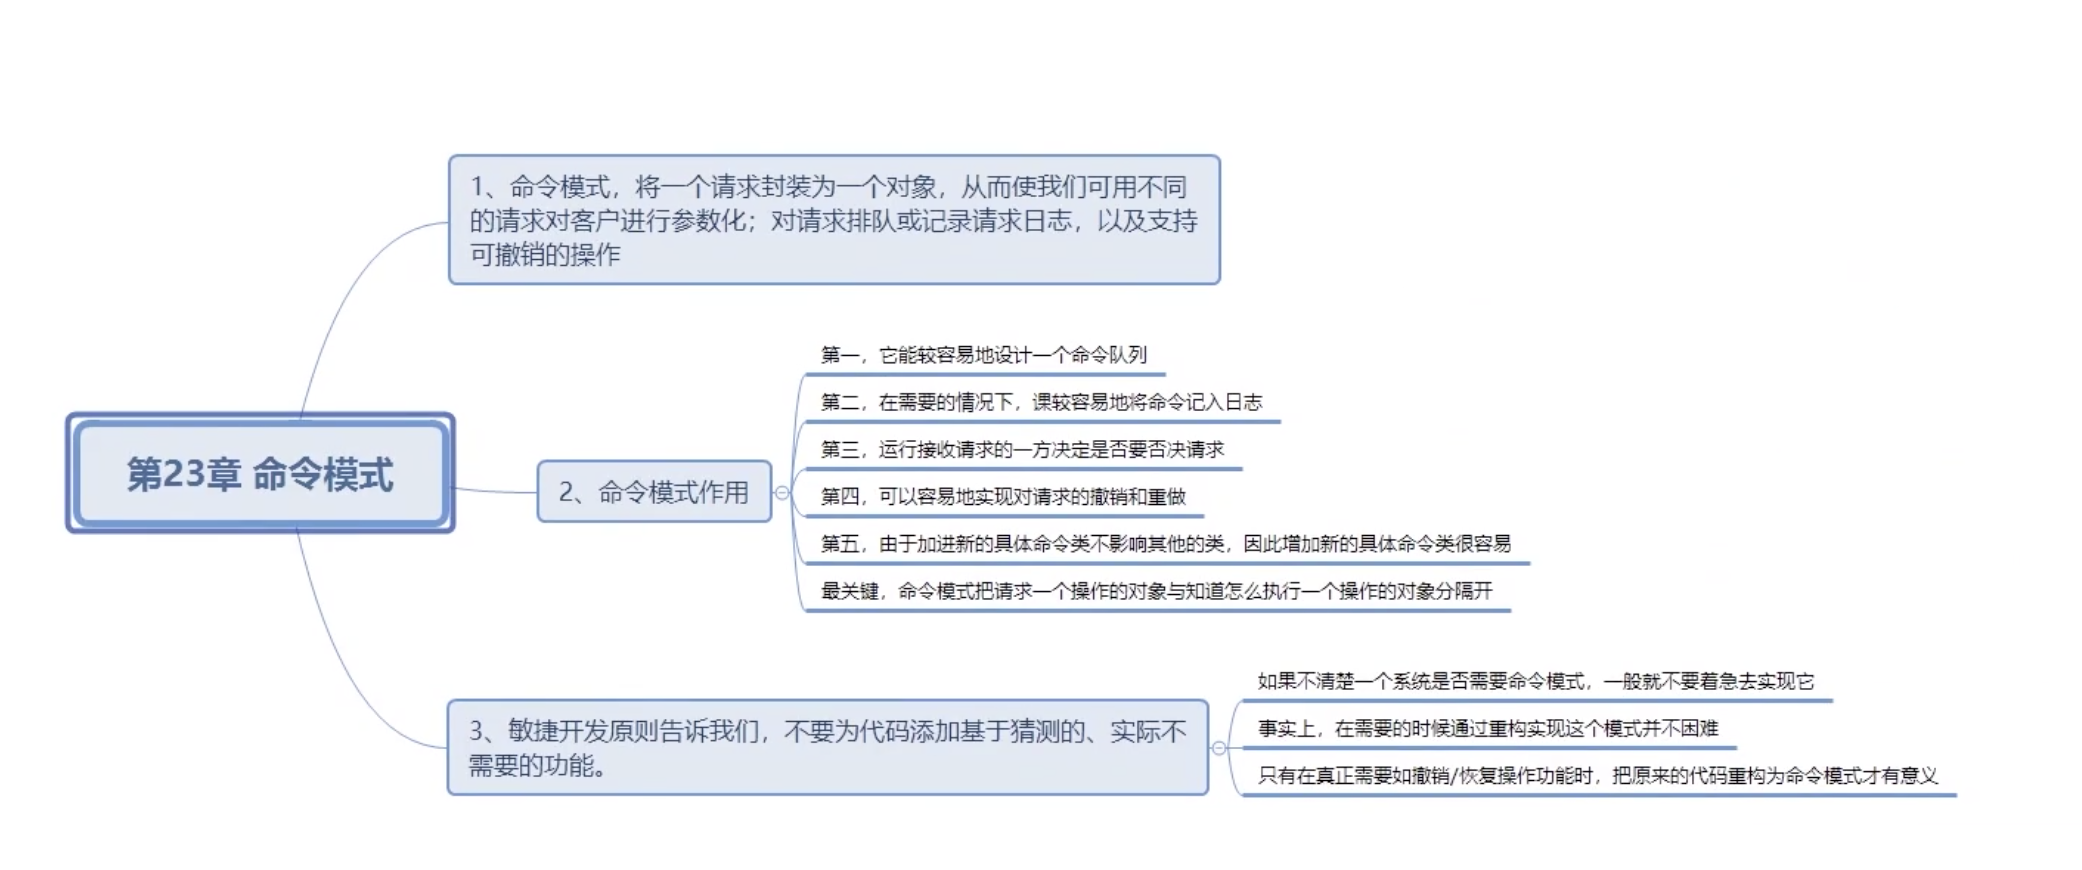 1、命令模式，将一个请求封装为一个对象，从而使我们可用不同
的请求对客户进行参数化；对请求排队或记录请求日志，以及支持
可撤销的操作
第23章 命令模式
2、命令模式作用
第一，它能较容易地设计一个命令队列
第二，在需要的情况下，课较容易地将命令记入日志
第三，运行接收请求的一方决定是否要否决请求
第四，可以容易地实现对请求的撤销和重做
第五，由于加进新的具体命令类不影响其他的类，因此增加新的具体命令类很容易
最关键，命令模式把请求一个操作的对象与知道怎么执行一个操作的对象分隔开
3、敏捷开发原则告诉我们，不要为代码添加基于猜测的、实际不
需要的功能。
如果不清楚一个系统是否需要命令模式，一般就不要着急去实现它
事实上，在需要的时候通过重构实现这个模式并不困难
只有在真正需要如撤销/恢复操作功能时，把原来的代码重构为命令模式才有意义